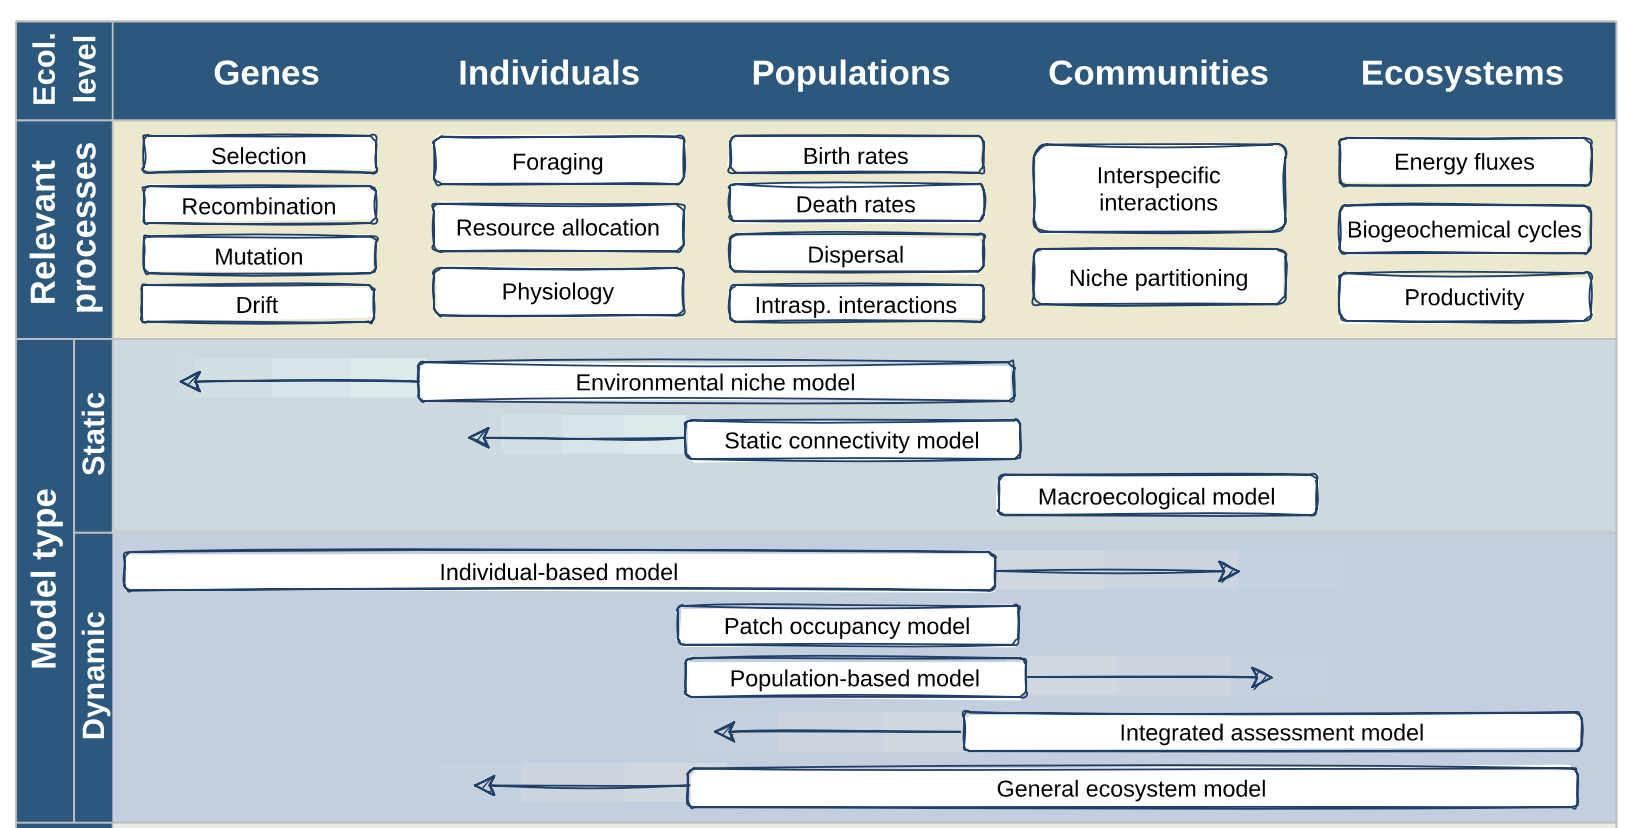 Ecol.
level
Genes
Individuals
Populations
Communities
Ecosystems
Relevant
processes
Selection
Recombination
Mutation
Drift
Foraging
Resource allocation
Physiology
Birth rates
Death rates
Dispersal
Intrasp. interactions
Interspecific
interactions
Niche partitioning
Energy fluxes
Biogeochemical cycles
Productivity
Model type
Static
Environmental niche model
Static connectivity model
Macroecological model
Dynamic
Individual-based model
Patch occupancy model
Population-based model
Integrated assessment model
General ecosystem model